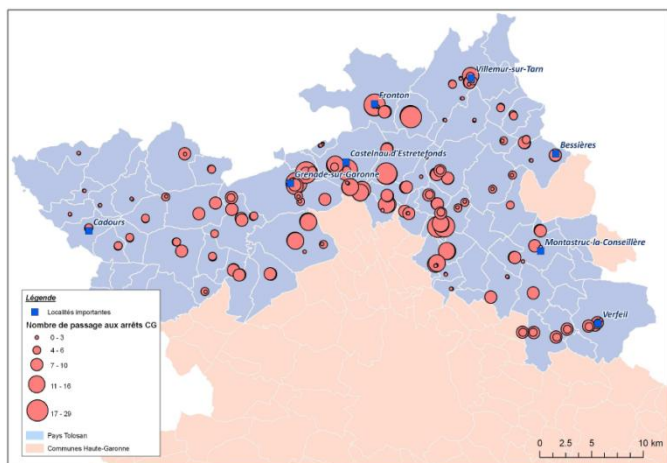 Villemur-sur-Tarn
Fronton
Castelnau d'Estretefonds
Bessières
Grenade-sur-Garonne
Cadours
Montastruc-la-Conseillère
Verfeil
Légende
Localités importantes
Nombre de passage aux arrêts CG
0 - 3
4 - 6
7 - 10
11 - 16
17 - 29
Pays Tolosan
Communes Haute-Garonne
0 2.5 5 10 km